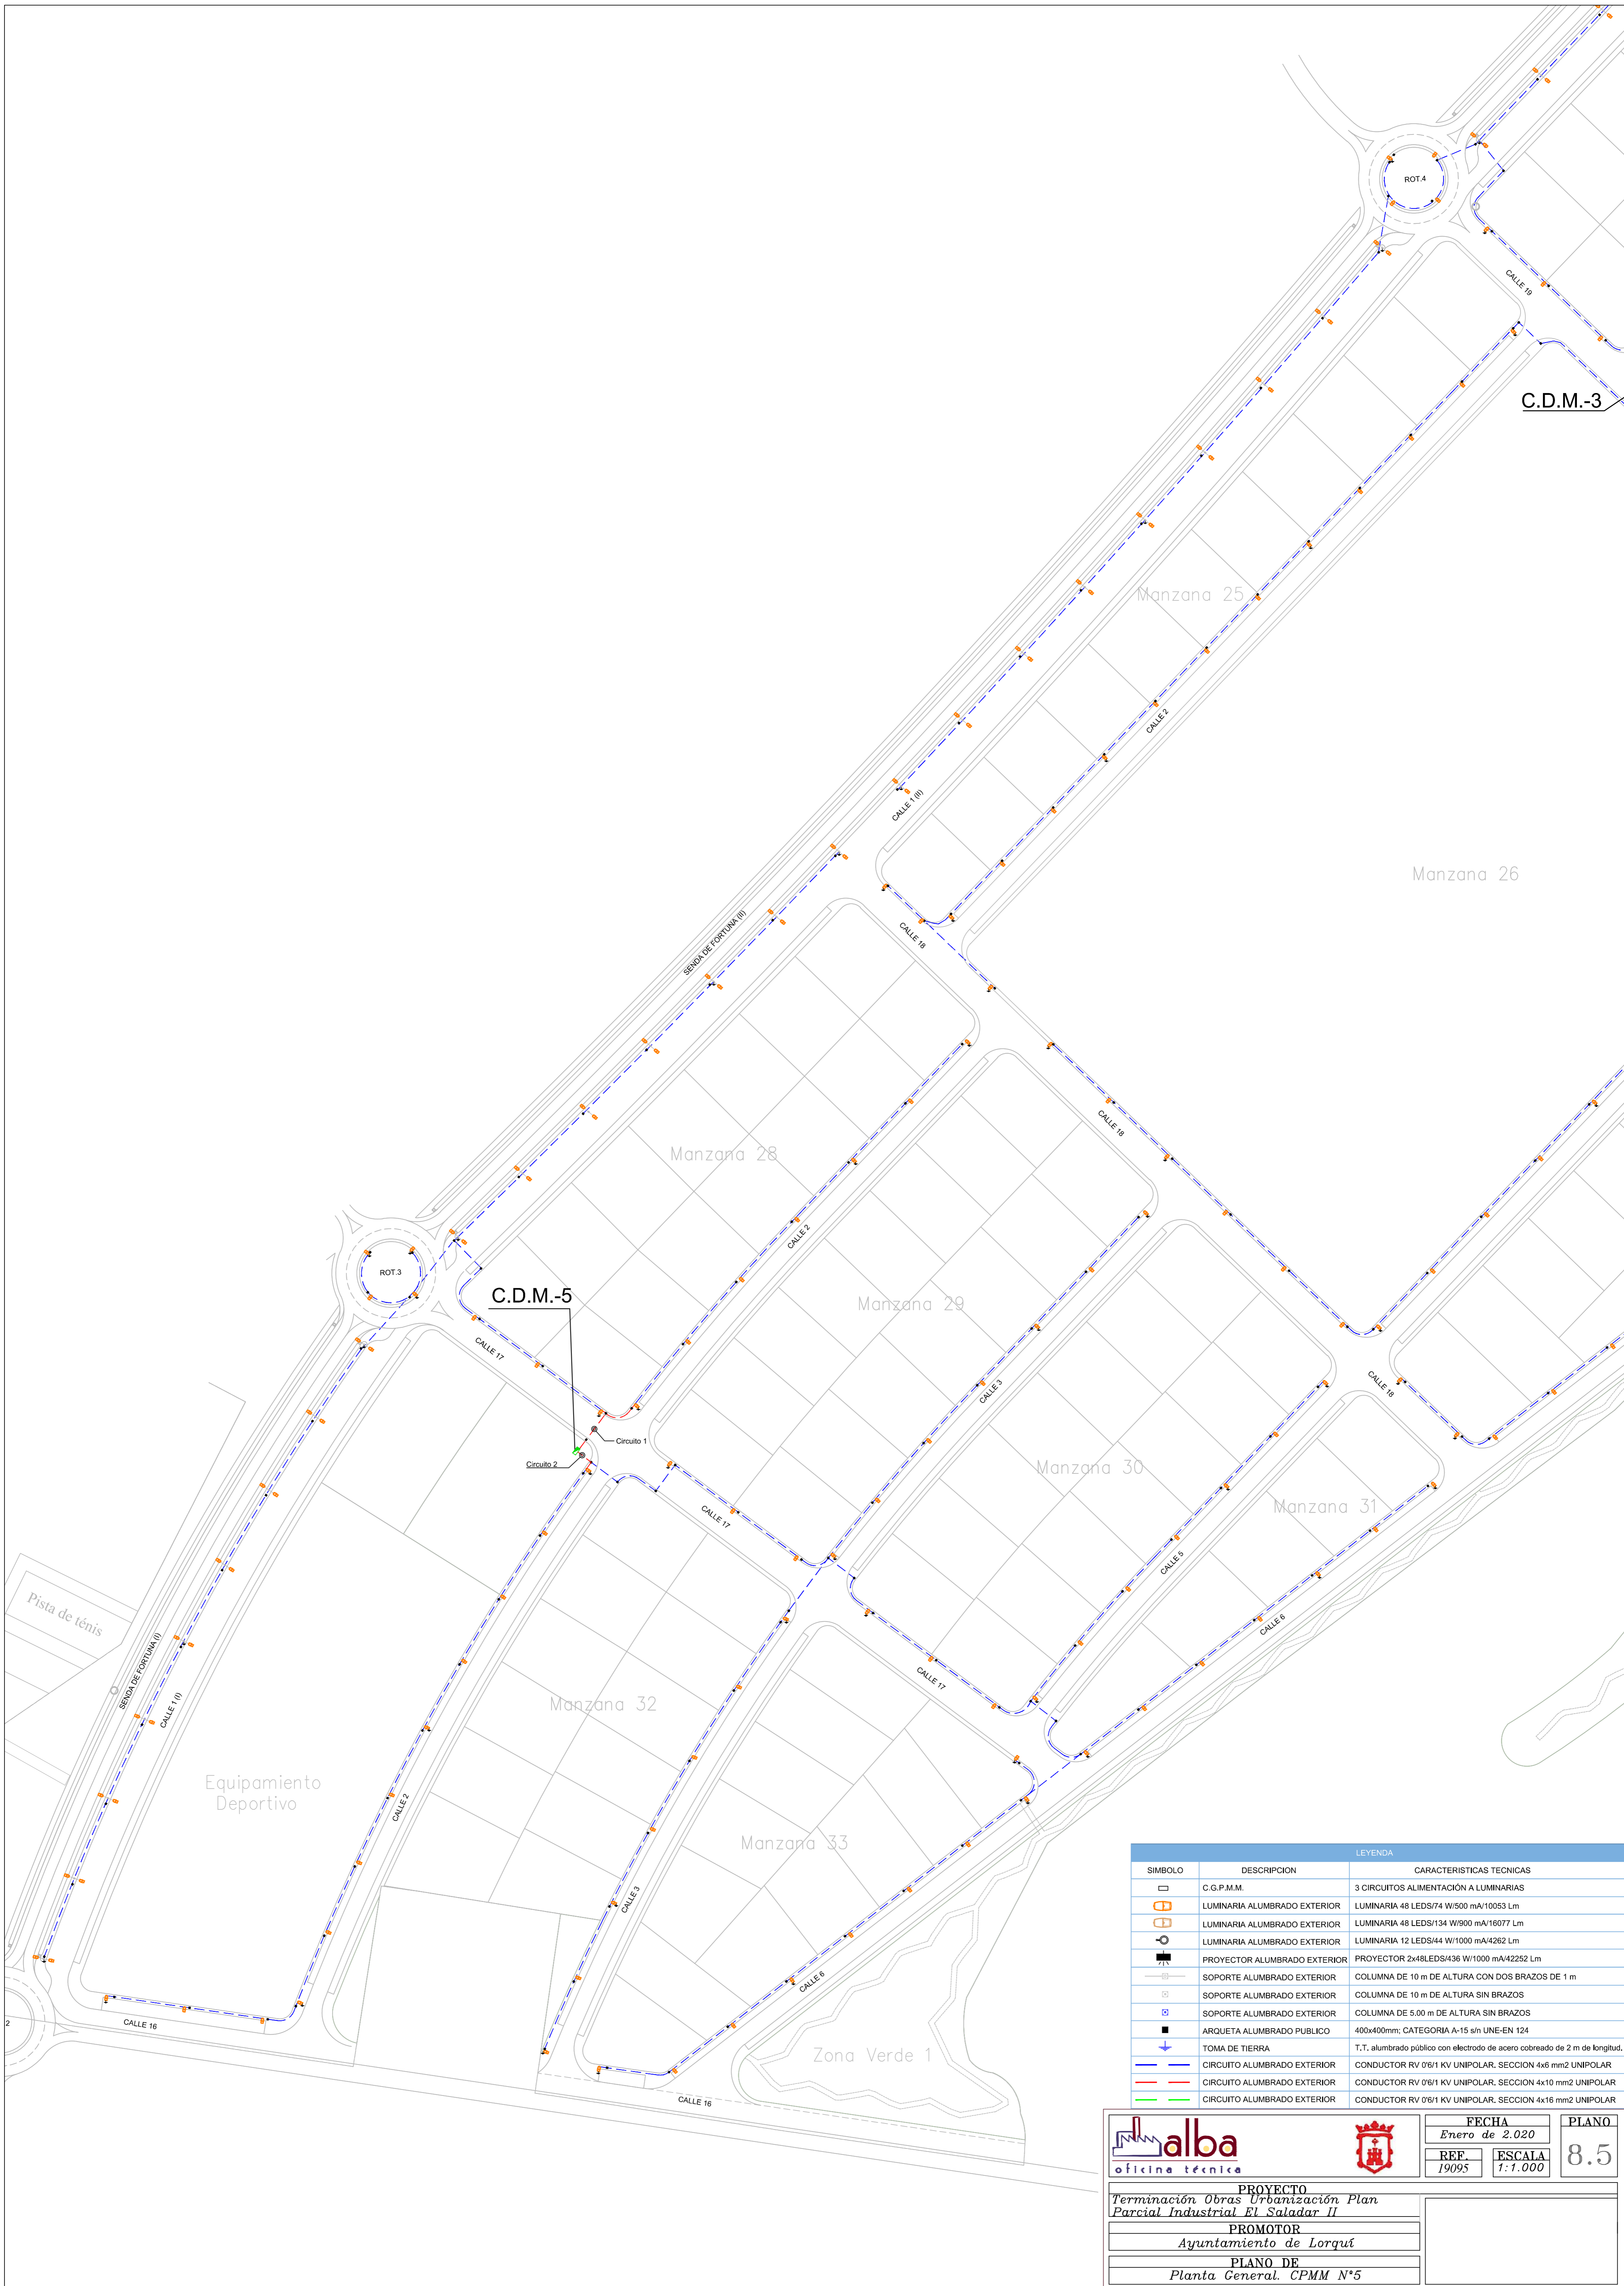 ROT.4
CALLE 19
C.D.M.-3
Manzana 25
CALLE 2
CALLE 1 (II)
Manzana 26
SENDA DE FORTUNA (II)
CALLE 18
CALLE 18
Manzana 28
CALLE 2
ROT.3
C.D.M.-5
Manzana 29
CALLE 17
CALLE 3
CALLE 18
Circuito 1
Circuito 2
Manzana 30
Manzana 31
CALLE 17
CALLE 5
Pista de ténis
SENDA DE FORTUNA (I)
CALLE 1 (I)
CALLE 6
CALLE 17
Manzana 32
Equipamiento
Deportivo
CALLE 2
Manzana 33
CALLE 3
CALLE 6
2
CALLE 16
Zona Verde 1
CALLE 16
LEYENDA
SIMBOLO DESCRIPCION CARACTERISTICAS TECNICAS
C.G.P.M.M. 3 CIRCUITOS ALIMENTACIÓN A LUMINARIAS
LUMINARIA ALUMBRADO EXTERIOR LUMINARIA 48 LEDS/74 W/500 mA/10053 Lm
LUMINARIA ALUMBRADO EXTERIOR LUMINARIA 48 LEDS/134 W/900 mA/16077 Lm
LUMINARIA ALUMBRADO EXTERIOR LUMINARIA 12 LEDS/44 W/1000 mA/4262 Lm
PROYECTOR ALUMBRADO EXTERIOR PROYECTOR 2x48LEDS/436 W/1000 mA/42252 Lm
SOPORTE ALUMBRADO EXTERIOR COLUMNA DE 10 m DE ALTURA CON DOS BRAZOS DE 1 m
SOPORTE ALUMBRADO EXTERIOR COLUMNA DE 10 m DE ALTURA SIN BRAZOS
SOPORTE ALUMBRADO EXTERIOR COLUMNA DE 5.00 m DE ALTURA SIN BRAZOS
ARQUETA ALUMBRADO PUBLICO 400x400mm; CATEGORIA A-15 s/n UNE-EN 124
TOMA DE TIERRA T.T. alumbrado público con electrodo de acero cobreado de 2 m de longitud.
CIRCUITO ALUMBRADO EXTERIOR CONDUCTOR RV 0'6/1 KV UNIPOLAR. SECCION 4x6 mm2 UNIPOLAR
CIRCUITO ALUMBRADO EXTERIOR CONDUCTOR RV 0'6/1 KV UNIPOLAR. SECCION 4x10 mm2 UNIPOLAR
CIRCUITO ALUMBRADO EXTERIOR CONDUCTOR RV 0'6/1 KV UNIPOLAR. SECCION 4x16 mm2 UNIPOLAR
alba
oficina técnica
FECHA
Enero de 2.020
REF.
19095
ESCALA
1:1.000
PLANO
8.5
PROYECTO
Terminación Obras Urbanización Plan
Parcial Industrial El Saladar II
PROMOTOR
Ayuntamiento de Lorquí
PLANO DE
Planta General. CPMM Nº5